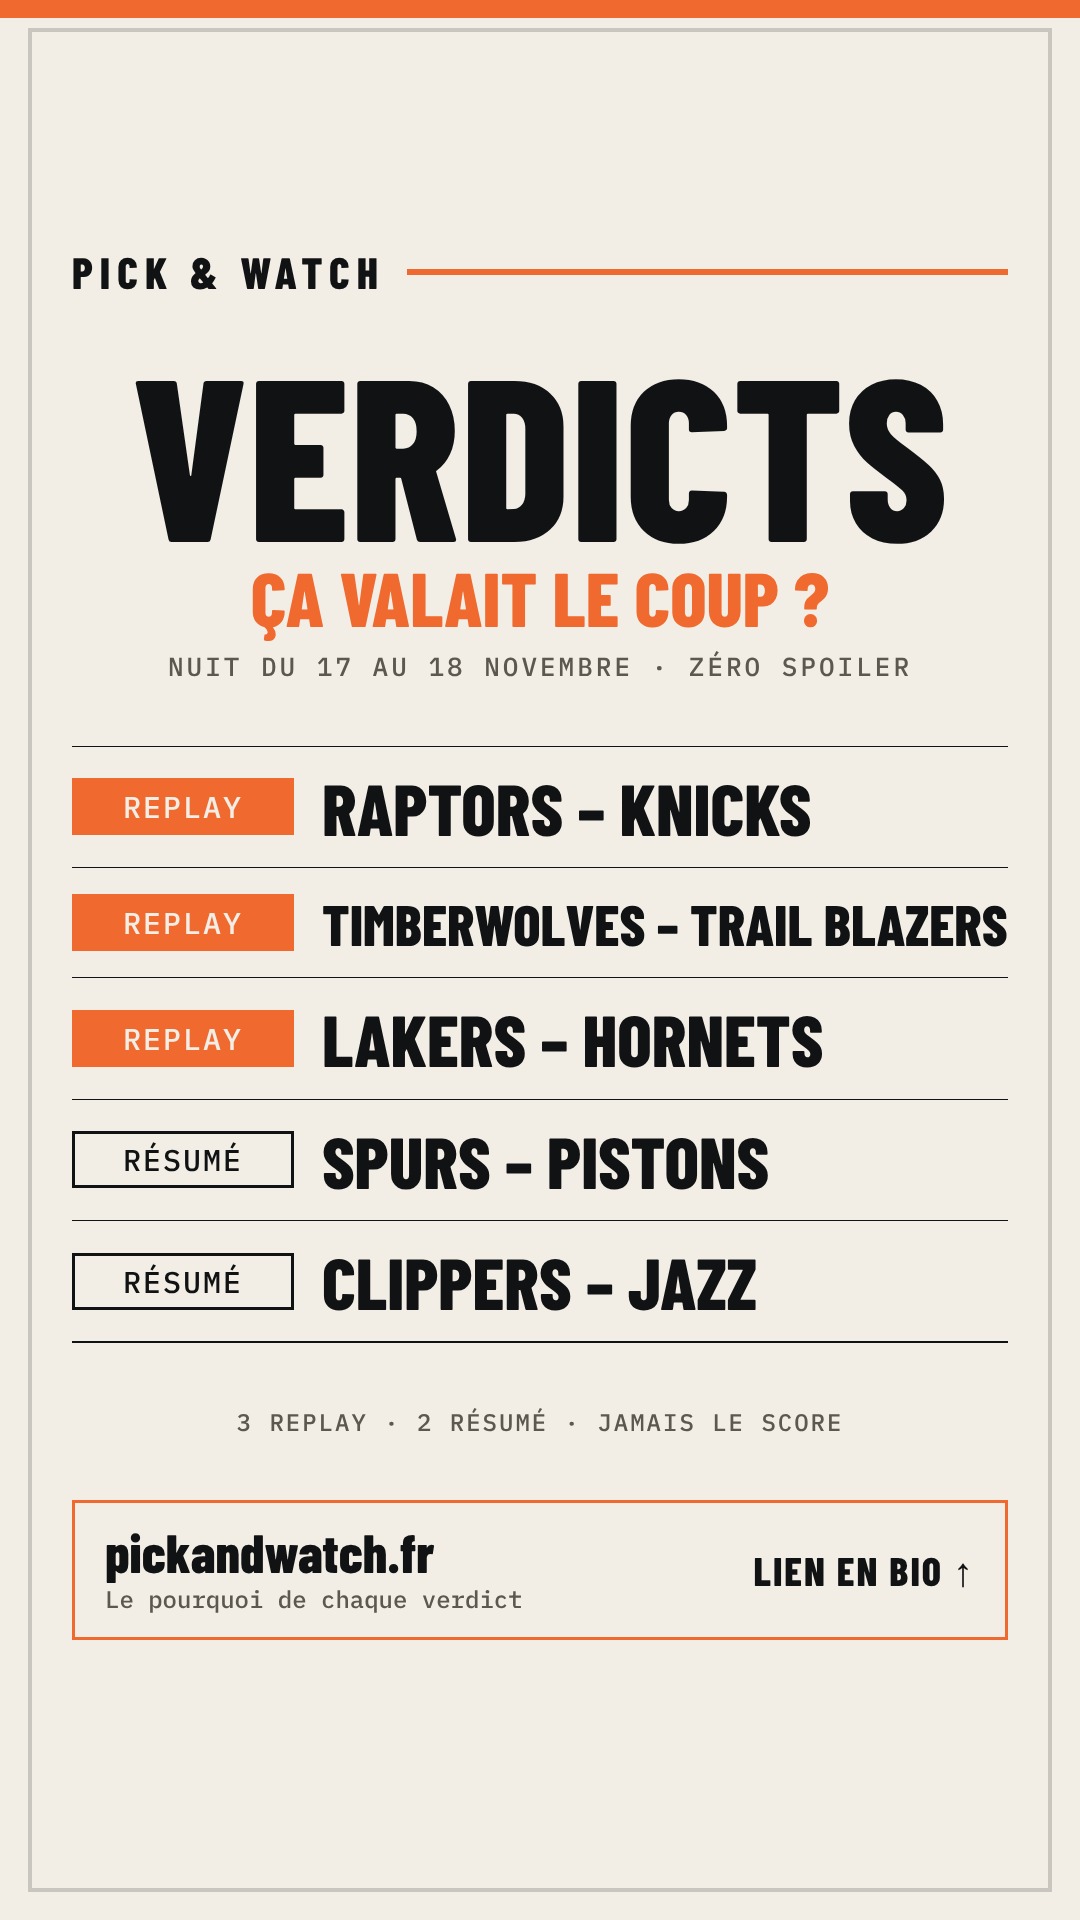 PICK & WATCH
VERDICTS
ÇA VALAIT LE COUP ?
NUIT DU 17 AU 18 NOVEMBRE · ZÉRO SPOILER
REPLAY RAPTORS – KNICKS
REPLAY TIMBERWOLVES – TRAIL BLAZERS
REPLAY LAKERS – HORNETS
RÉSUMÉ SPURS – PISTONS
RÉSUMÉ CLIPPERS – JAZZ
3 REPLAY · 2 RÉSUMÉ · JAMAIS LE SCORE
pickandwatch.fr
Le pourquoi de chaque verdict
LIEN EN BIO ↑